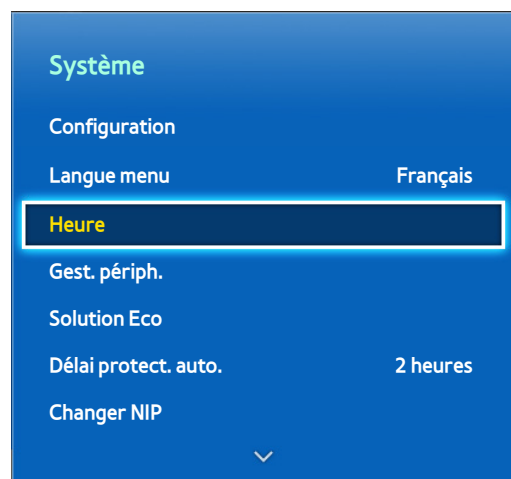 Système
Configuration
Langue menu Français
Heure
Gest. périph.
Solution Eco
Délai protect. auto. 2 heures
Changer NIP